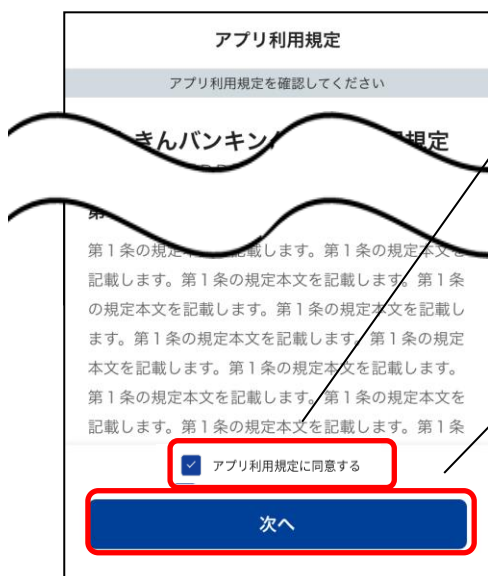 アプリ利用規定
アプリ利用規定を確認してください
きんバンキン 規定
第
第1条の規定 載します。第1条の規定本文を
記載します。第1条の規定本文を記載します。第1条
の規定本文を記載します。第1条の規定本文を記載し
ます。第1条の規定本文を記載します。第1条の規定
本文を記載します。第1条の規定本文を記載します。
第1条の規定本文を記載します。第1条の規定本文を
記載します。第1条の規定本文を記載します。第1条
アプリ利用規定に同意する
次へ